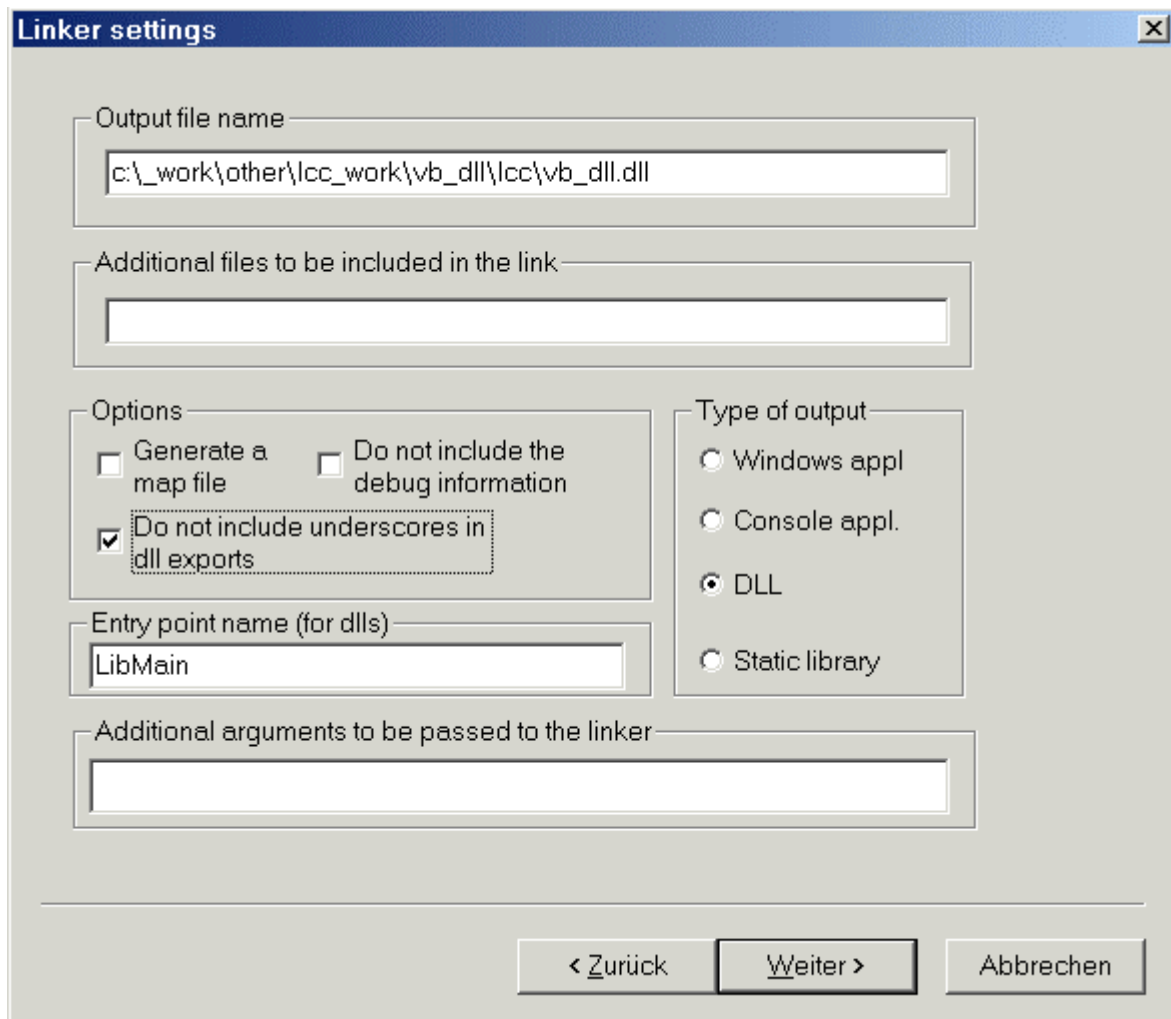 Linker settings
Output file name
c:\_work\other\lcc_work\vb_dll\lcc\vb_dll.dll
Additional files to be included in the link
Options
Generate a
map file
Do not include the
debug information
Do not include underscores in
dll exports
Type of output
Windows appl
Console appl.
DLL
Static library
Entry point name (for dlls)
LibMain
Additional arguments to be passed to the linker
< Zurück
Weiter >
Abbrechen